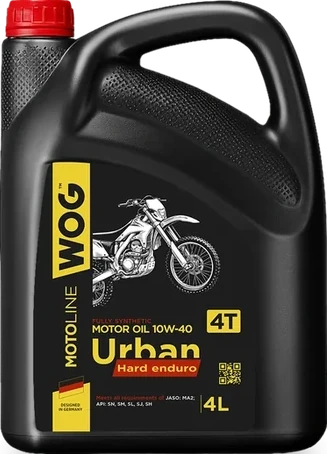 MOTOLINE
WOG™
FULLY SYNTHETIC
MOTOR OIL 10W-40
4T
Urban
Hard enduro
DESIGNED
IN GERMANY
Meets all requirements of JASO: MA2;
API: SN, SM, SL, SJ, SH
4L